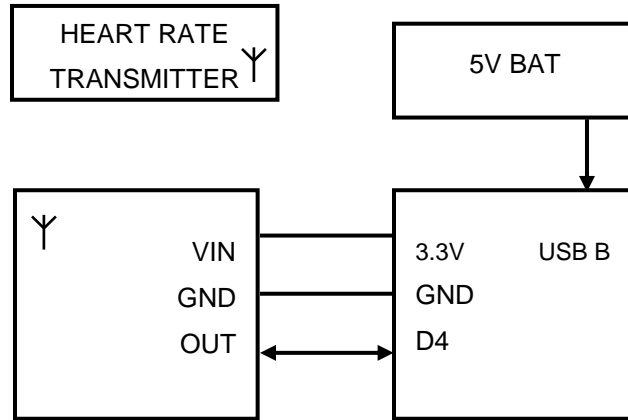 HEART RATE
TRANSMITTER
5V BAT
VIN
GND
OUT
3.3V USB B
GND
D4